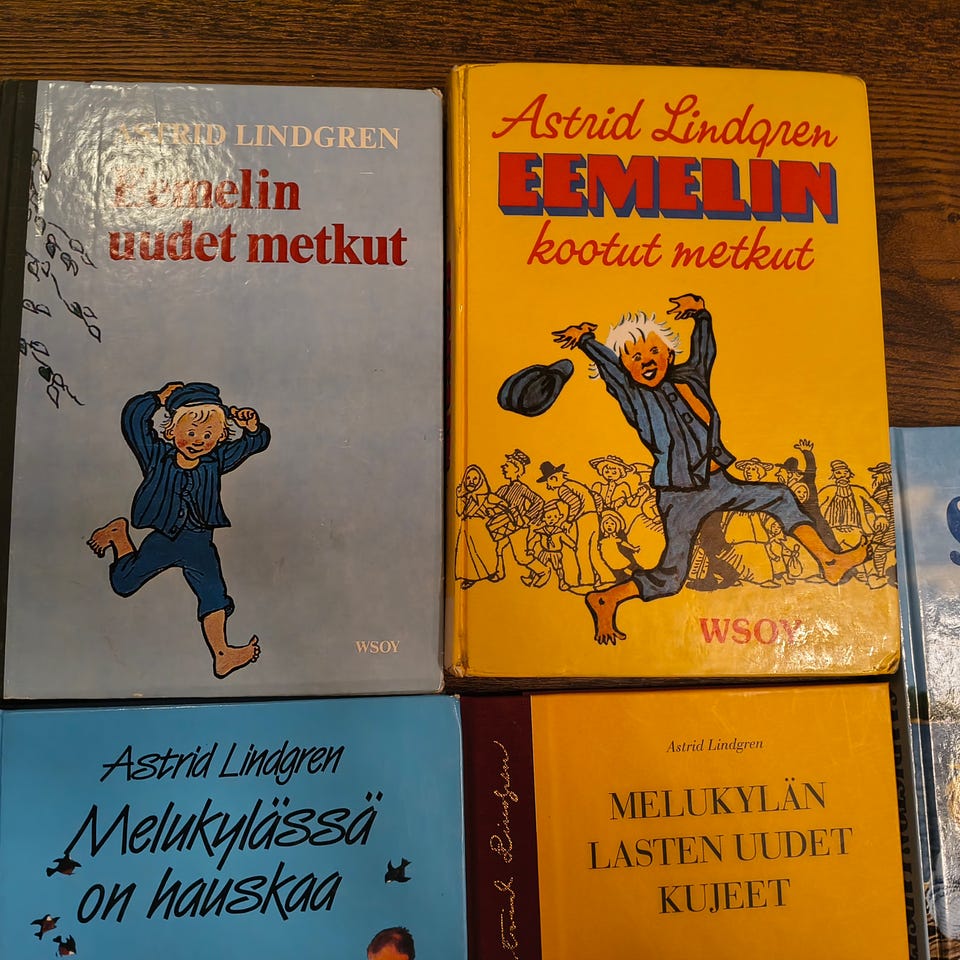 ASTRID LINDGREN
Eemelin
uudet metkut
WSOY
Astrid Lindgren
EEMELIN
kootut metkut
WSOY
Astrid Lindgren
Melukylässä
on hauskaa
Astrid Lindgren
MELUKYLÄN
LASTEN UUDET
KUJEET